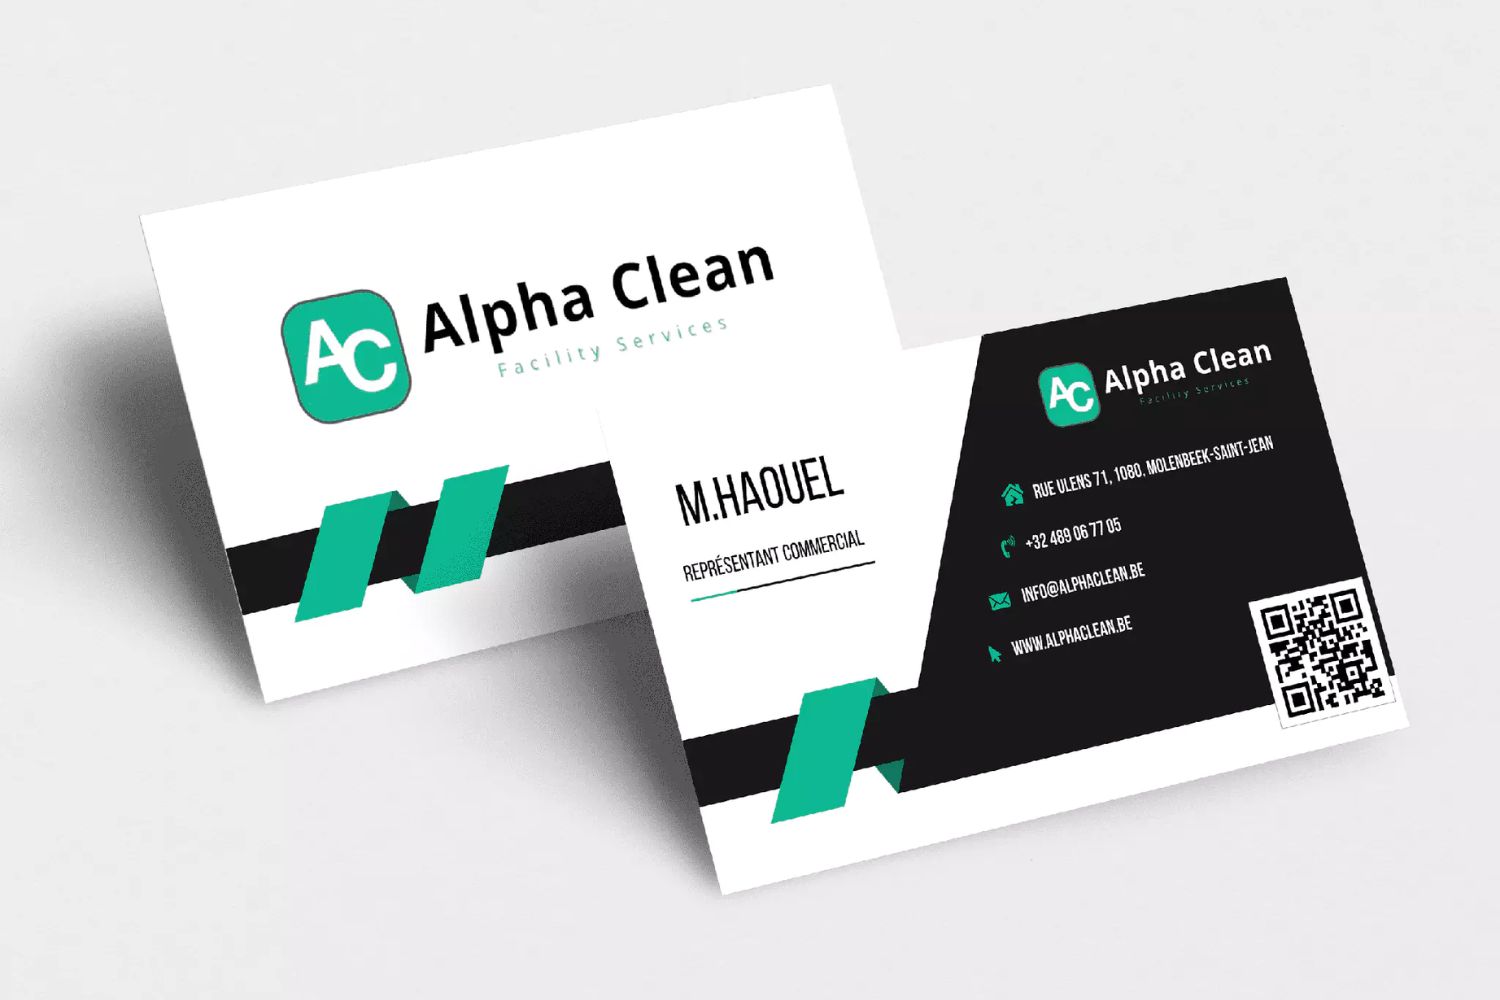 AC
Alpha Clean
Facility Services
AC
Alpha Clean
Facility Services
M.HAOUEL
REPRÉSENTANT COMMERCIAL
RUE ULENS 71, 1080, MOLENBEEK-SAINT-JEAN
+32 489 06 77 05
INFO@ALPHACLEAN.BE
WWW.ALPHACLEAN.BE